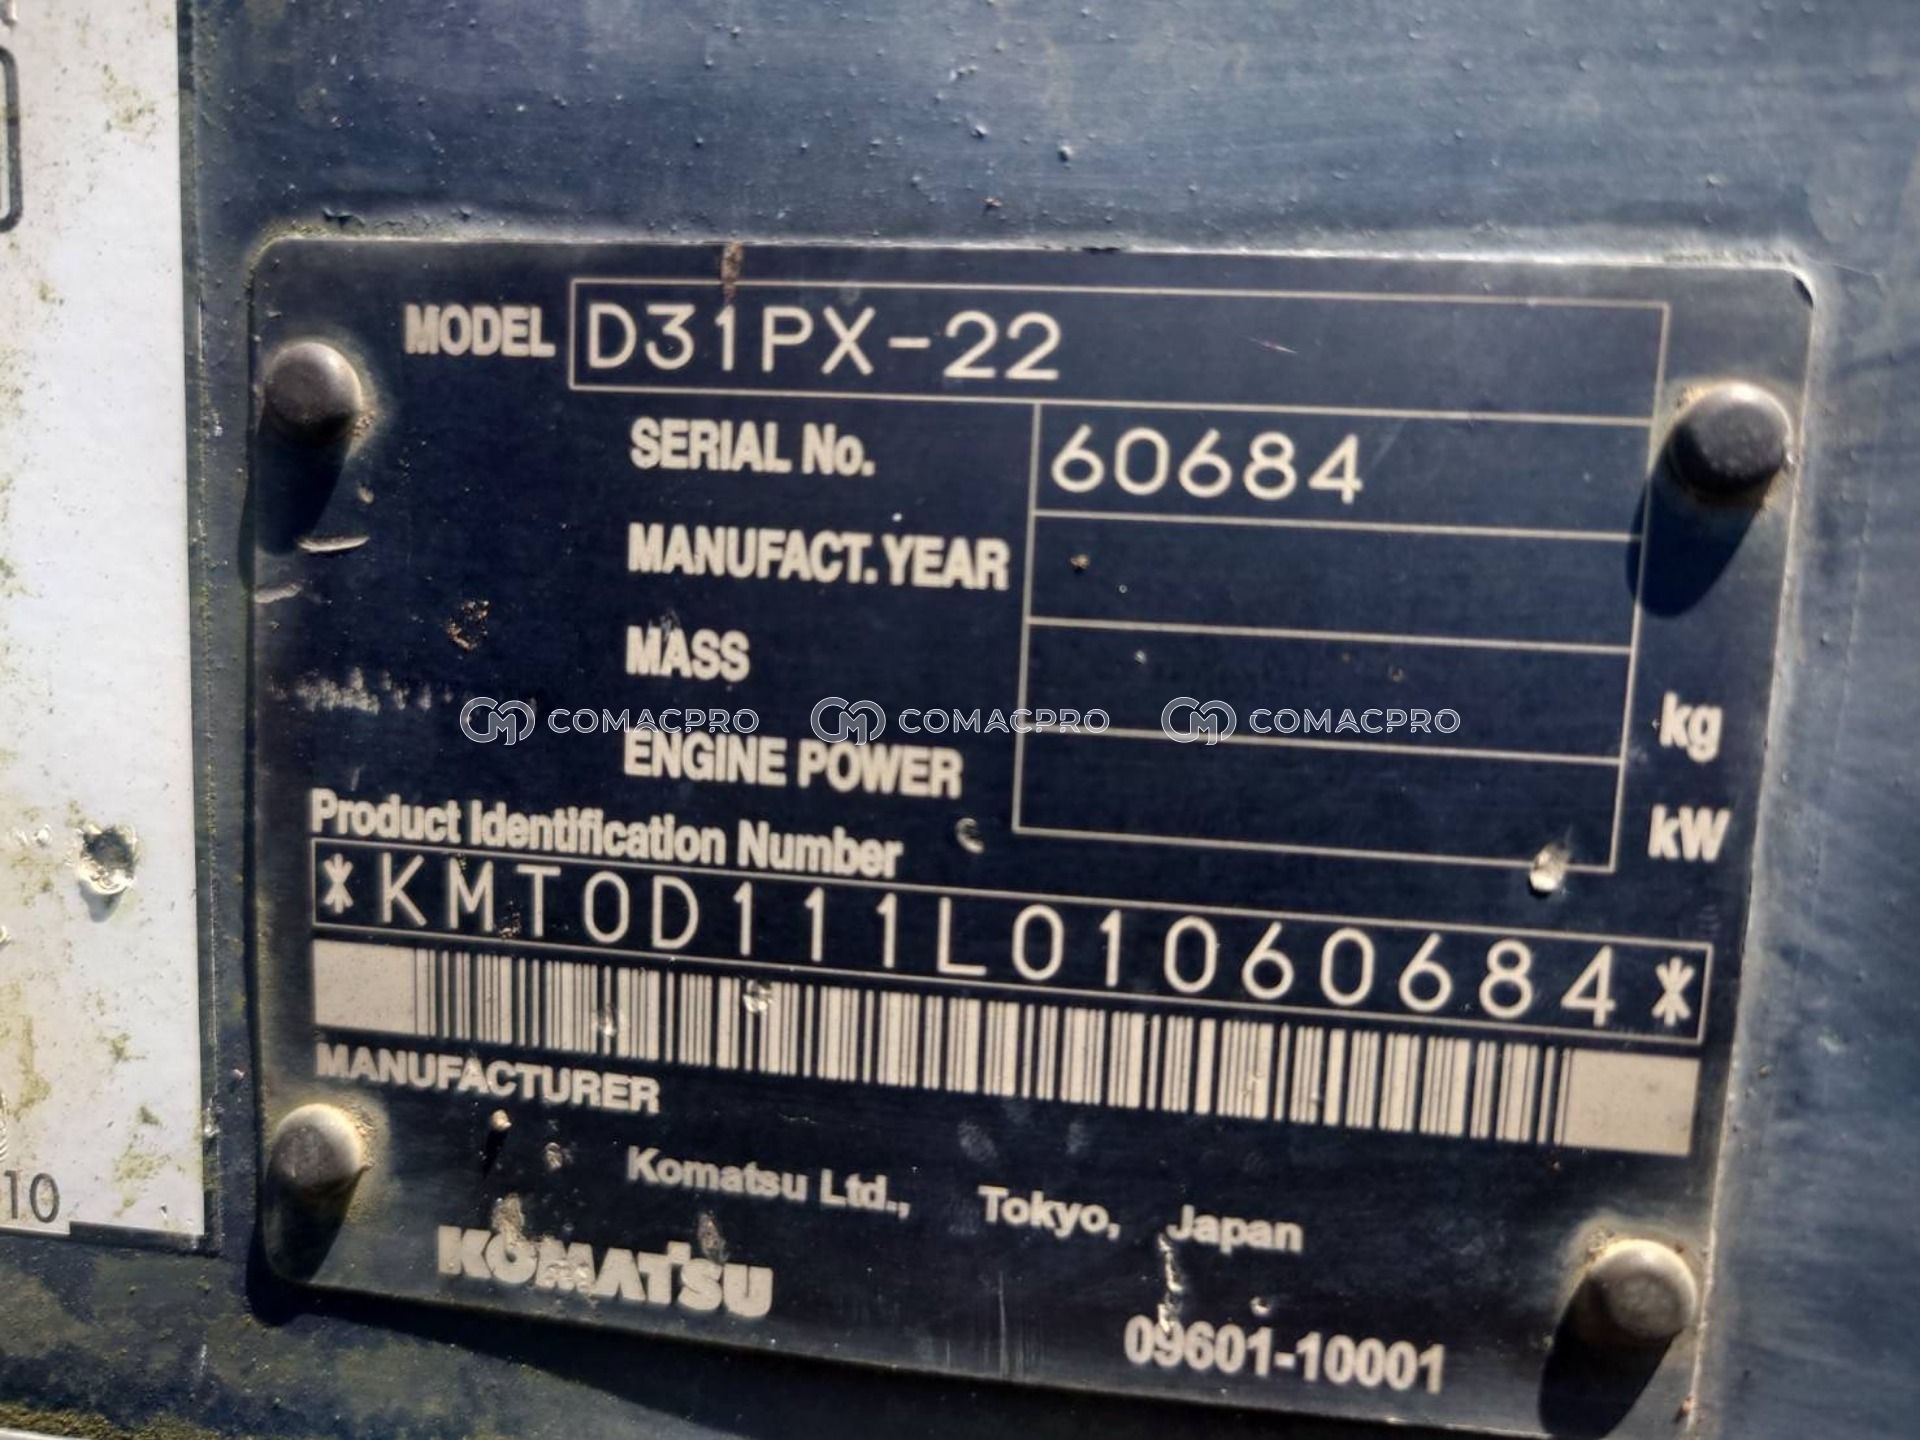 MODEL D31PX-22
SERIAL No. 60684
MANUFACT. YEAR
MASS kg
COMACPRO COMACPRO COMACPRO
ENGINE POWER kW
Product Identification Number
*KMT0D111L01060684*
MANUFACTURER
Komatsu Ltd., Tokyo, Japan
KOMATSU
09601-10001
10